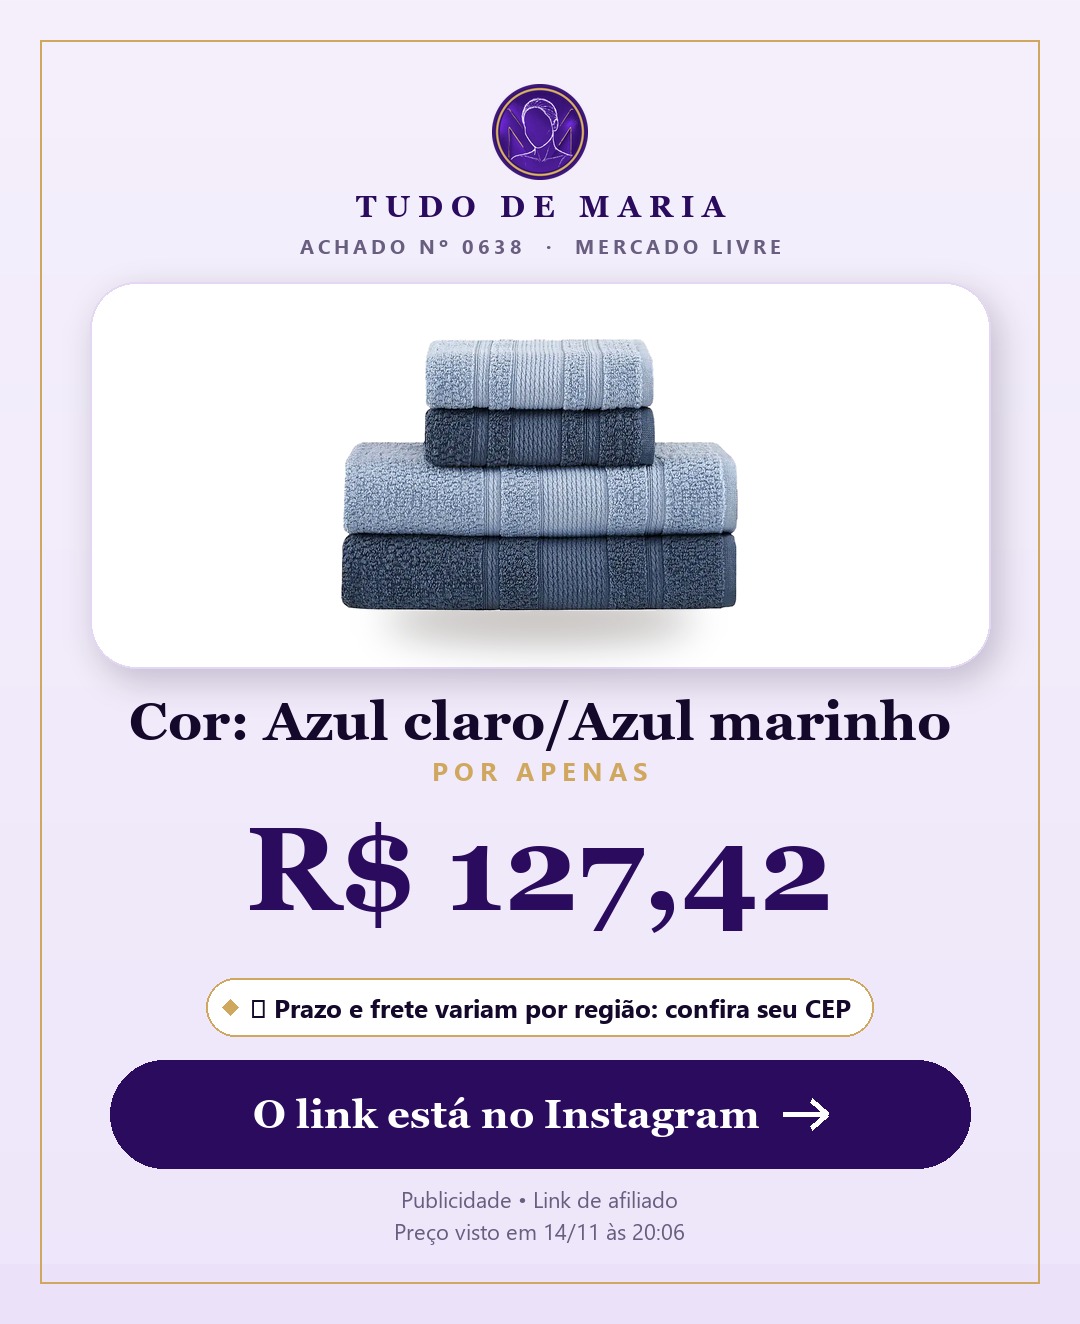 TUDO DE MARIA
ACHADO Nº 0638 · MERCADO LIVRE
Cor: Azul claro/Azul marinho
POR APENAS
R$ 127,42
Prazo e frete variam por região: confira seu CEP
O link está no Instagram →
Publicidade • Link de afiliado
Preço visto em 14/11 às 20:06